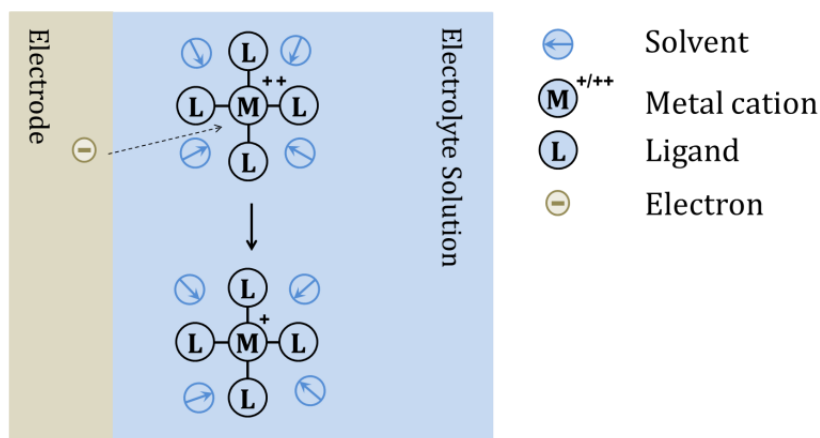 Electrode
L
++
L M L
L
−
Electrolyte Solution
L
+
L M L
L
Solvent
M +/++
Metal cation
L
Ligand
−
Electron